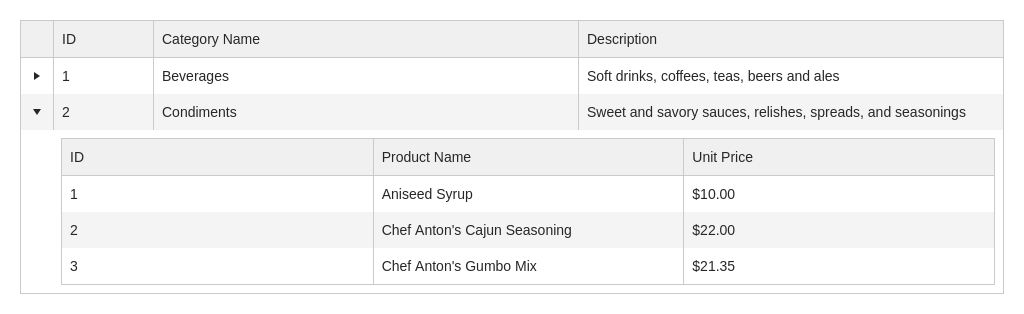 ID Category Name Description
1 Beverages Soft drinks, coffees, teas, beers and ales
2 Condiments Sweet and savory sauces, relishes, spreads, and seasonings
ID Product Name Unit Price
1 Aniseed Syrup $10.00
2 Chef Anton's Cajun Seasoning $22.00
3 Chef Anton's Gumbo Mix $21.35